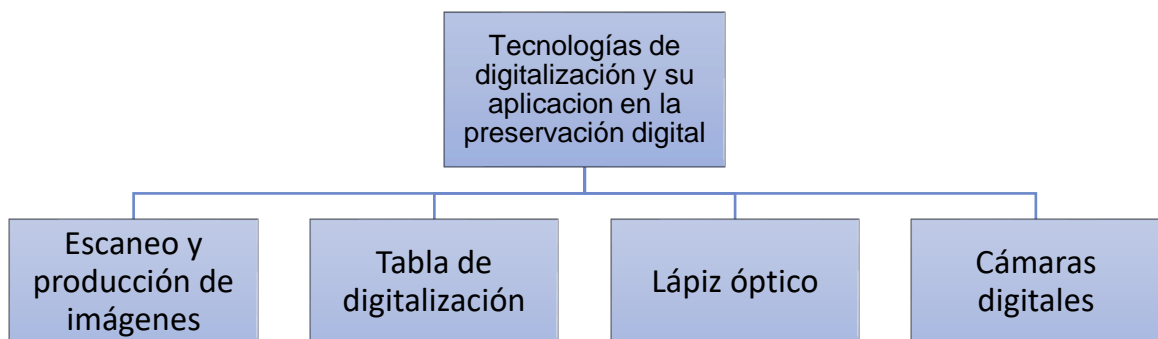 Tecnologías de
digitalización y su
aplicacion en la
preservación digital
Escaneo y
producción de
imágenes
Tabla de
digitalización
Lápiz óptico
Cámaras
digitales